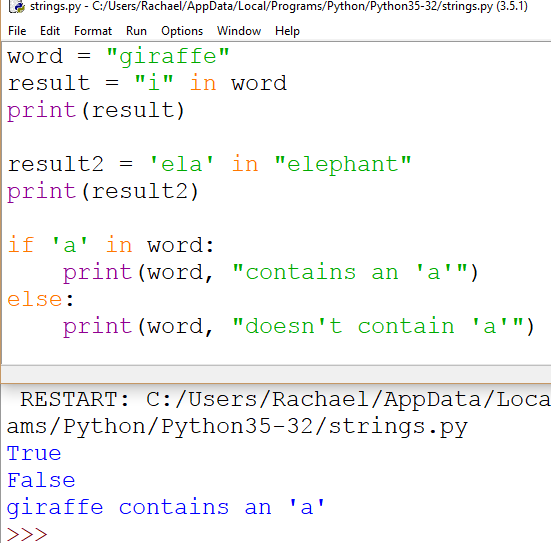 strings.py - C:/Users/Rachael/AppData/Local/Programs/Python/Python35-32/strings.py (3.5.1)
File Edit Format Run Options Window Help
word = "giraffe"
result = "i" in word
print(result)

result2 = 'ela' in "elephant"
print(result2)

if 'a' in word:
    print(word, "contains an 'a'")
else:
    print(word, "doesn't contain 'a'")
RESTART: C:/Users/Rachael/AppData/Loca
ams/Python/Python35-32/strings.py
True
False
giraffe contains an 'a'
>>>